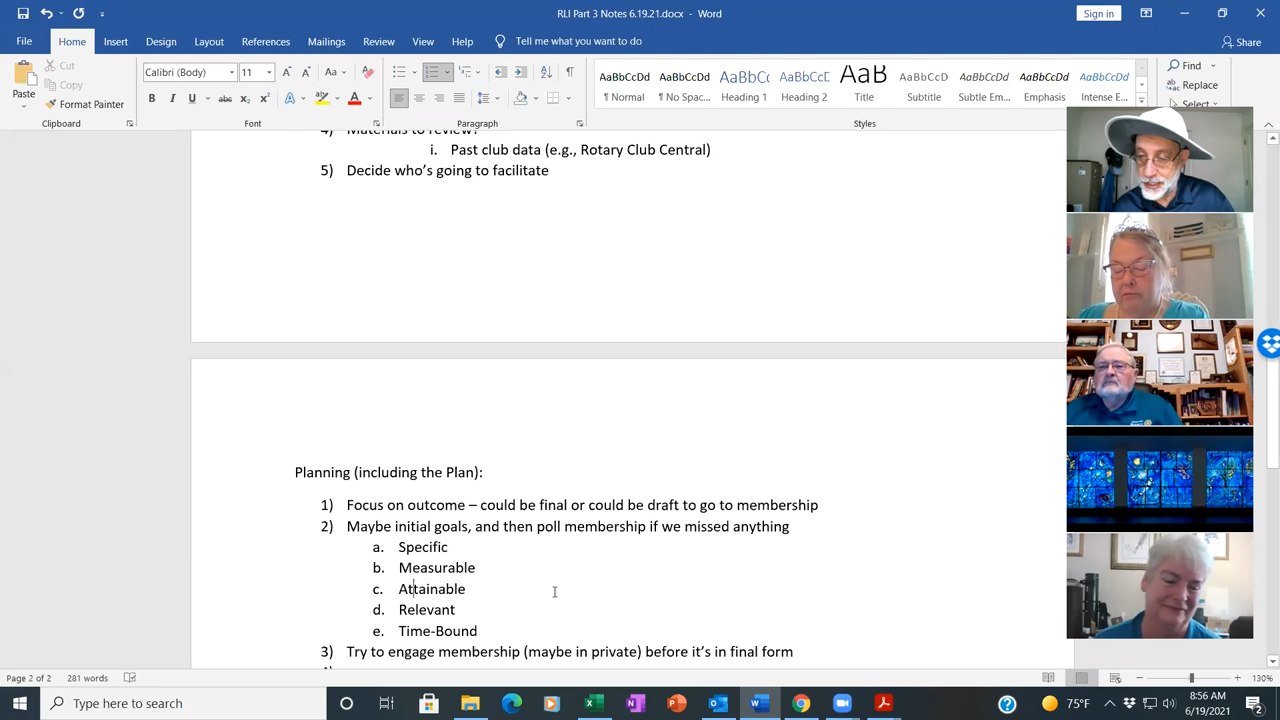 RLI Part 3 Notes 6.19.21.docx - Word
Sign in
File Home Insert Design Layout References Mailings Review View Help Tell me what you want to do
Share
Paste
Cut
Copy
Format Painter
Calibri (Body) 11
Clipboard Font Paragraph Styles
AaBbCcDd AaBbCcDd AaBbCc AaBbCcE AaB AaBbCcD AaBbCcDd AaBbCcDd AaBbCcDd
¶ Normal ¶ No Spac... Heading 1 Heading 2 Title Subtitle Subtle Em... Emphasis Intense E...
Find
Replace
Select
4) Materials to review?
i. Past club data (e.g., Rotary Club Central)
5) Decide who's going to facilitate
Planning (including the Plan):
1) Focus on outcome – could be final or could be draft to go to membership
2) Maybe initial goals, and then poll membership if we missed anything
a. Specific
b. Measurable
c. Attainable
d. Relevant
e. Time-Bound
3) Try to engage membership (maybe in private) before it's in final form
Page 2 of 2 281 words
130%
Type here to search
75°F
8:56 AM
6/19/2021